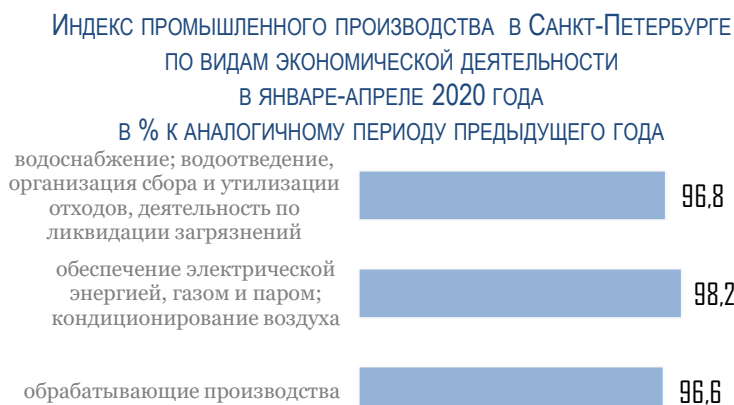 Индекс промышленного производства в Санкт-Петербурге
по видам экономической деятельности
в январе-апреле 2020 года
в % к аналогичному периоду предыдущего года
водоснабжение; водоотведение,
организация сбора и утилизации
отходов, деятельность по
ликвидации загрязнений
96,8
обеспечение электрической
энергией, газом и паром;
кондиционирование воздуха
98,2
обрабатывающие производства
96,6